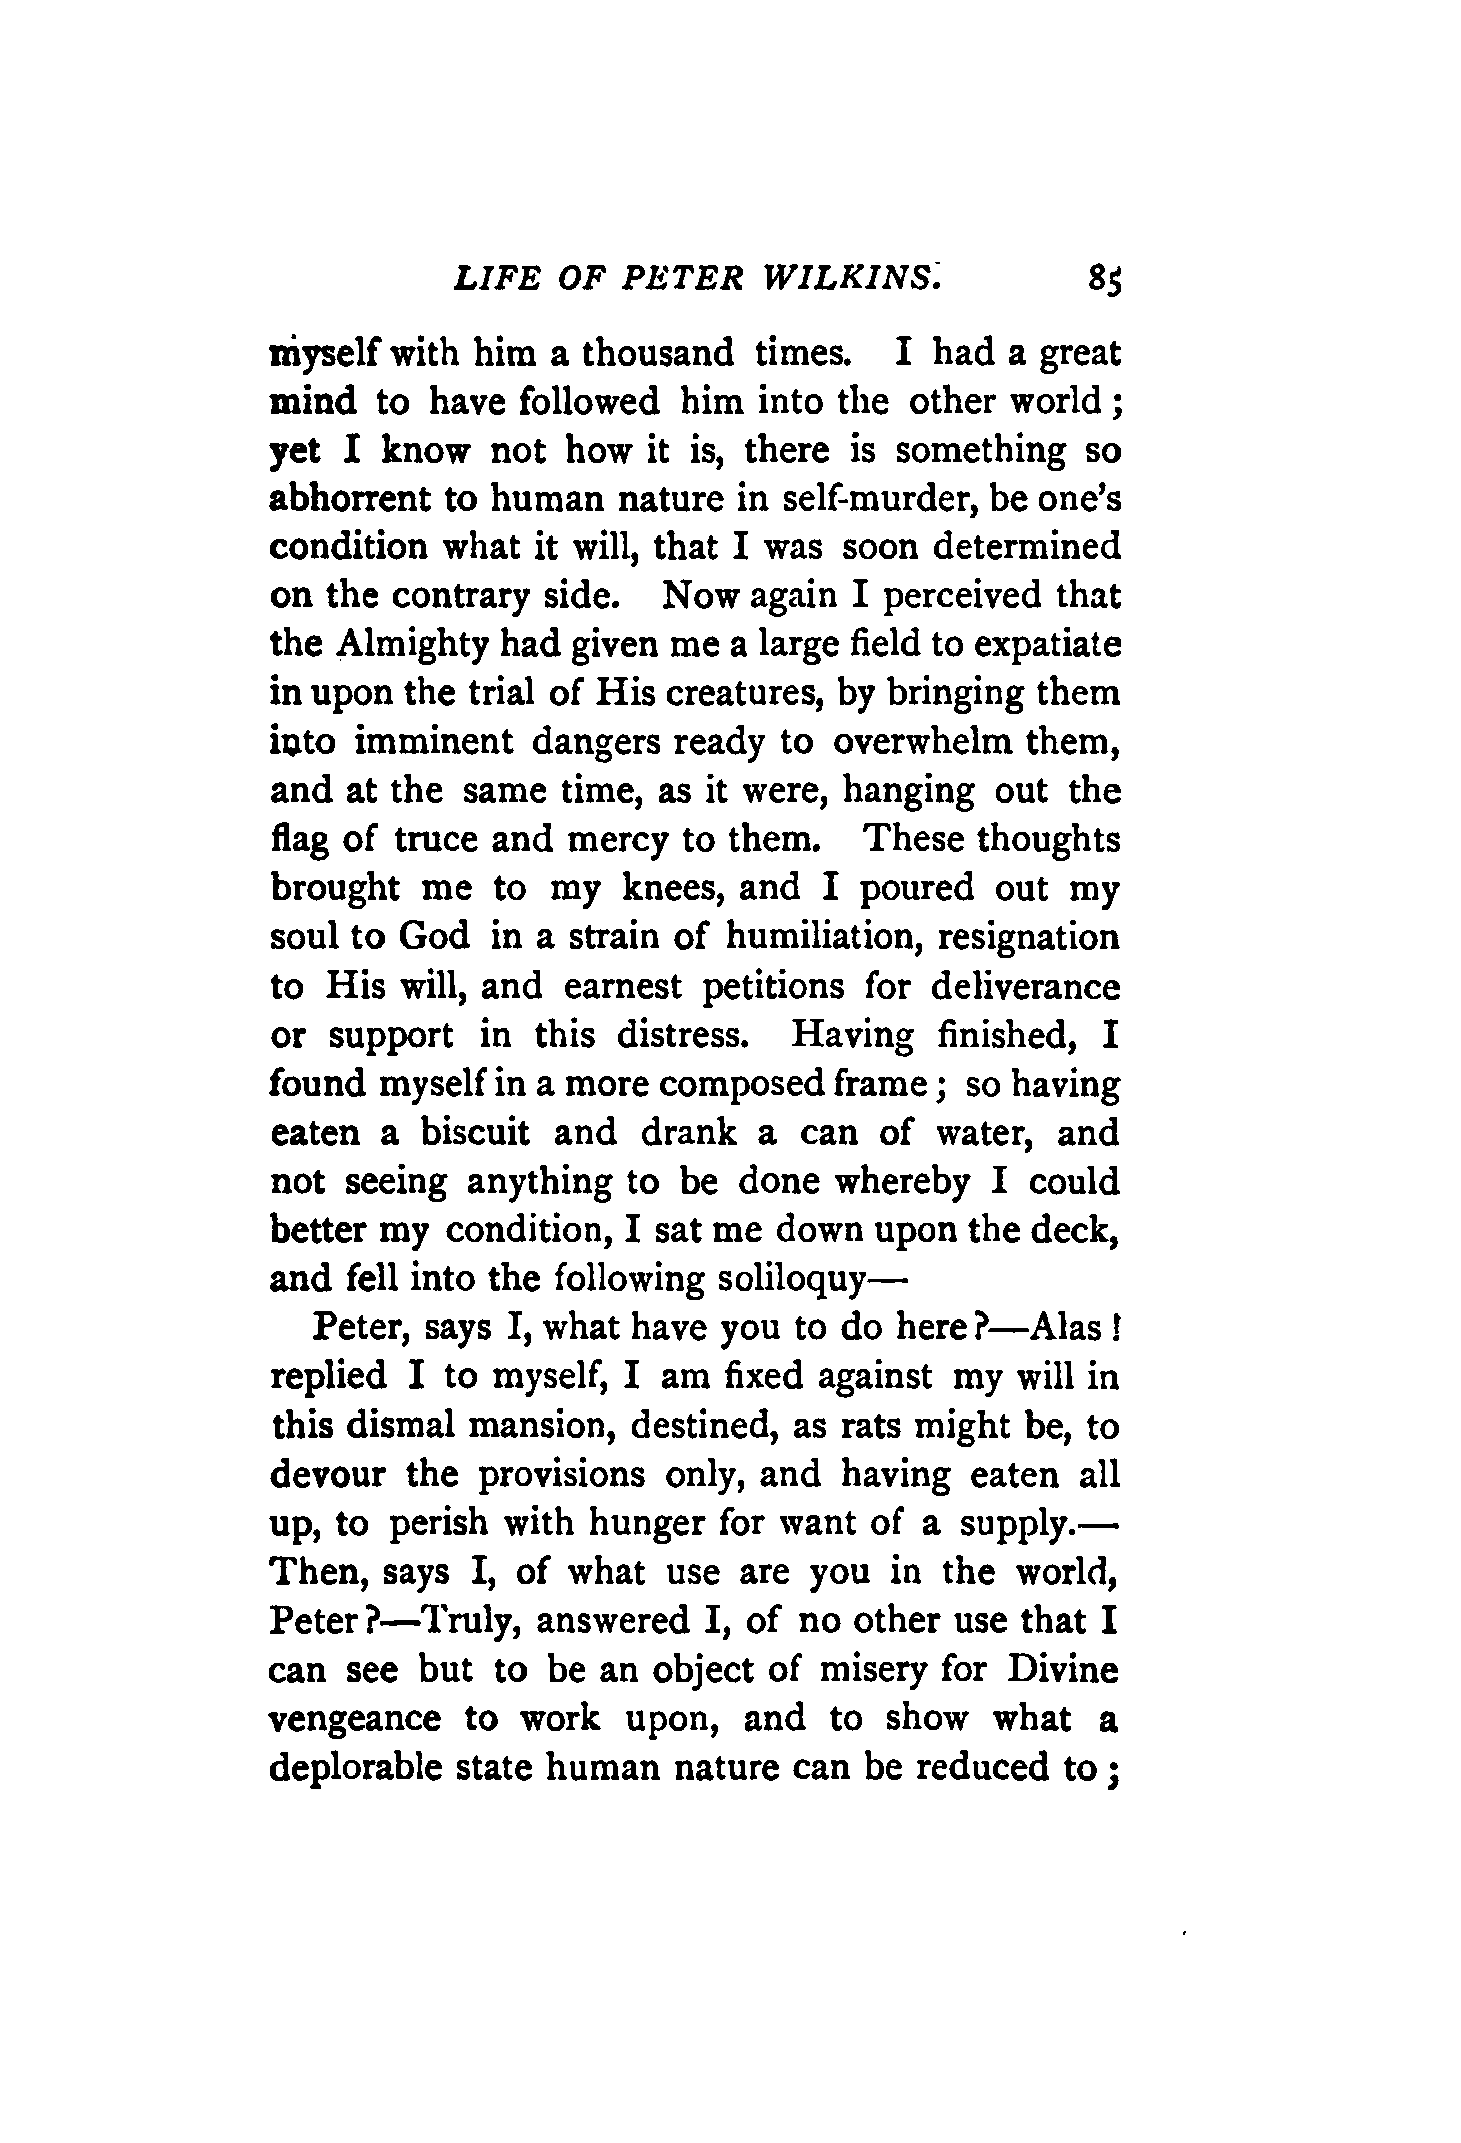 LIFE OF PETER WILKINS. 85
myself with him a thousand times. I had a great
mind to have followed him into the other world ;
yet I know not how it is, there is something so
abhorrent to human nature in self-murder, be one's
condition what it will, that I was soon determined
on the contrary side. Now again I perceived that
the Almighty had given me a large field to expatiate
in upon the trial of His creatures, by bringing them
into imminent dangers ready to overwhelm them,
and at the same time, as it were, hanging out the
flag of truce and mercy to them. These thoughts
brought me to my knees, and I poured out my
soul to God in a strain of humiliation, resignation
to His will, and earnest petitions for deliverance
or support in this distress. Having finished, I
found myself in a more composed frame ; so having
eaten a biscuit and drank a can of water, and
not seeing anything to be done whereby I could
better my condition, I sat me down upon the deck,
and fell into the following soliloquy—
Peter, says I, what have you to do here ?—Alas !
replied I to myself, I am fixed against my will in
this dismal mansion, destined, as rats might be, to
devour the provisions only, and having eaten all
up, to perish with hunger for want of a supply.—
Then, says I, of what use are you in the world,
Peter ?—Truly, answered I, of no other use that I
can see but to be an object of misery for Divine
vengeance to work upon, and to show what a
deplorable state human nature can be reduced to ;